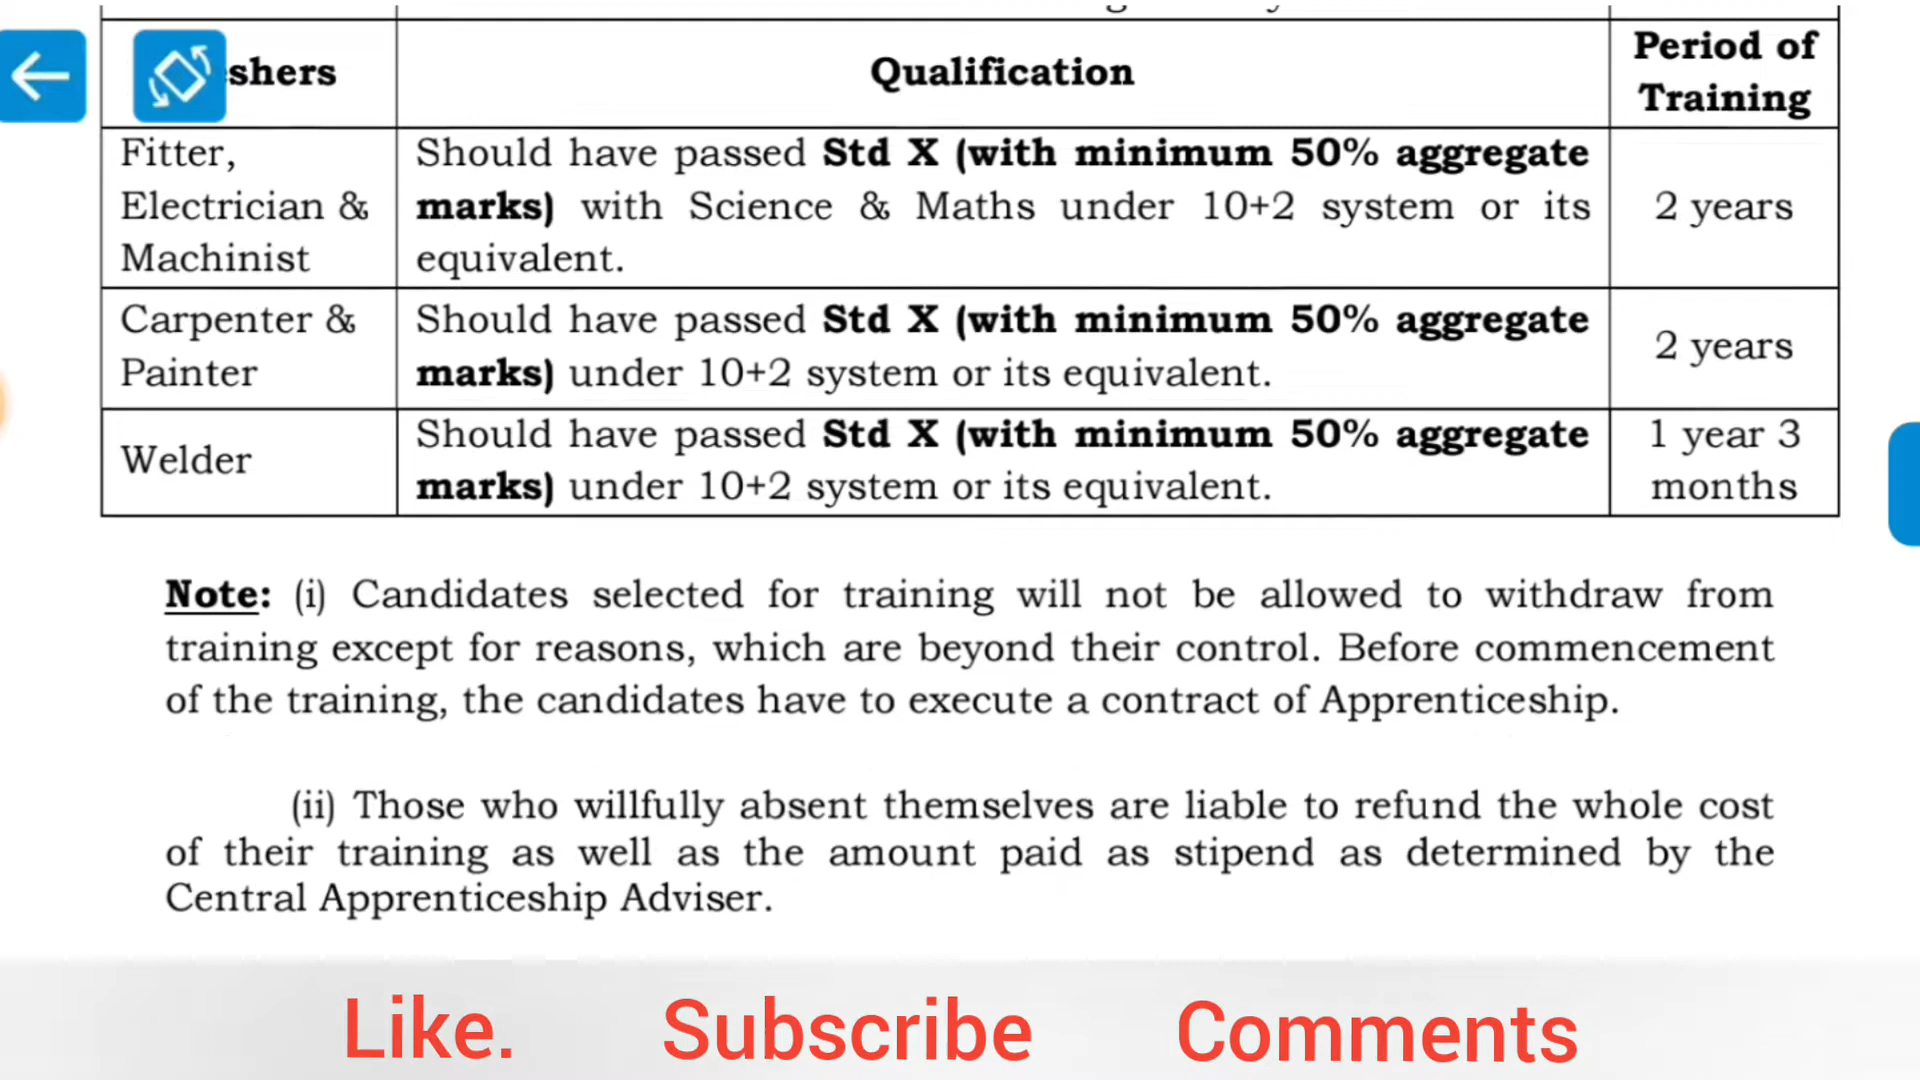 shers
Qualification
Period of
Training
Fitter,
Electrician &
Machinist
Should have passed Std X (with minimum 50% aggregate
marks) with Science & Maths under 10+2 system or its
equivalent.
2 years
Carpenter &
Painter
Should have passed Std X (with minimum 50% aggregate
marks) under 10+2 system or its equivalent.
2 years
Welder
Should have passed Std X (with minimum 50% aggregate
marks) under 10+2 system or its equivalent.
1 year 3
months
Note: (i) Candidates selected for training will not be allowed to withdraw from
training except for reasons, which are beyond their control. Before commencement
of the training, the candidates have to execute a contract of Apprenticeship.
(ii) Those who willfully absent themselves are liable to refund the whole cost
of their training as well as the amount paid as stipend as determined by the
Central Apprenticeship Adviser.
Like. Subscribe Comments